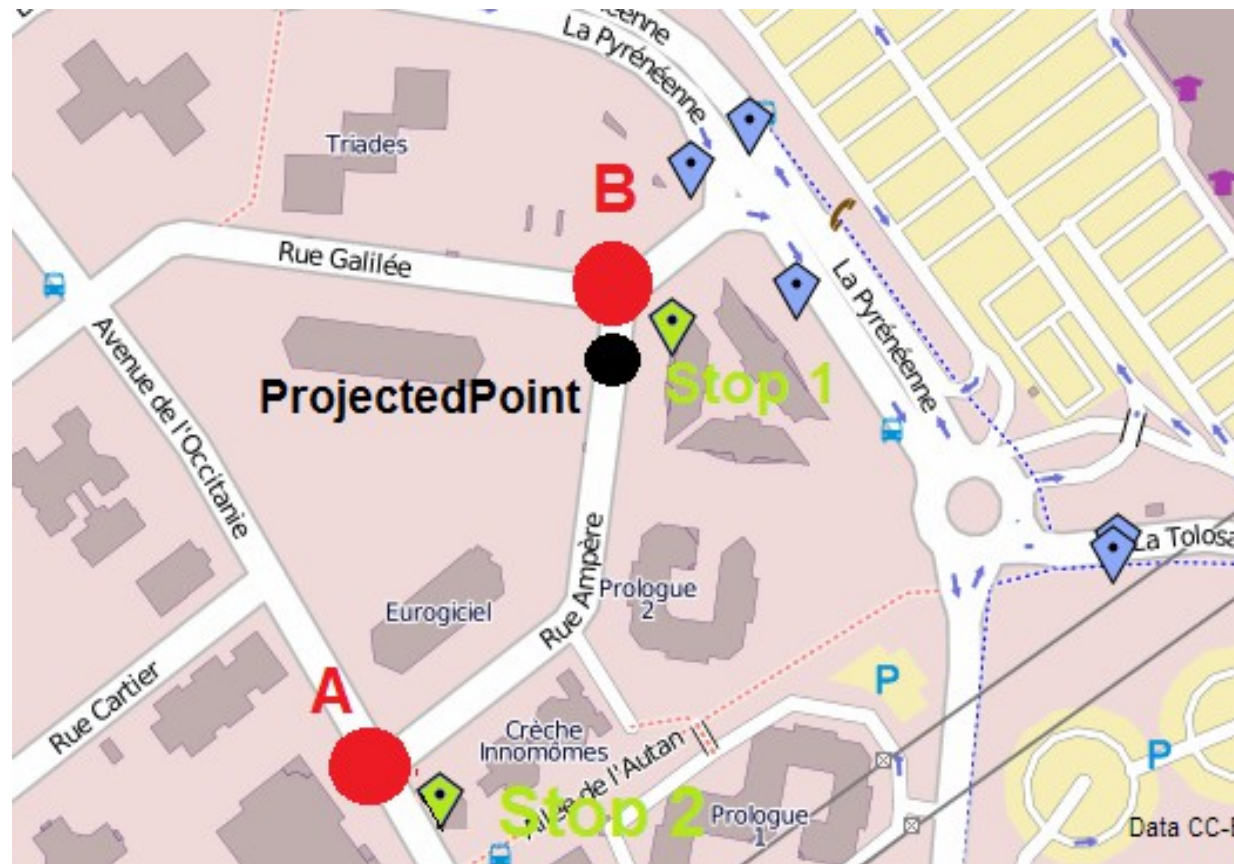 enne
La Pyrénéenne
Triades
B
Rue Galilée
La Pyrénéenne
Avenue de l'Occitanie
ProjectedPoint
Stop 1
Rue Ampère
La Tolosa
Prologue
2
Eurogiciel
Rue Cartier
A
P
Crèche
Innomômes
Allée de l'Autan
P
Stop 2
Prologue
1
Data CC-B